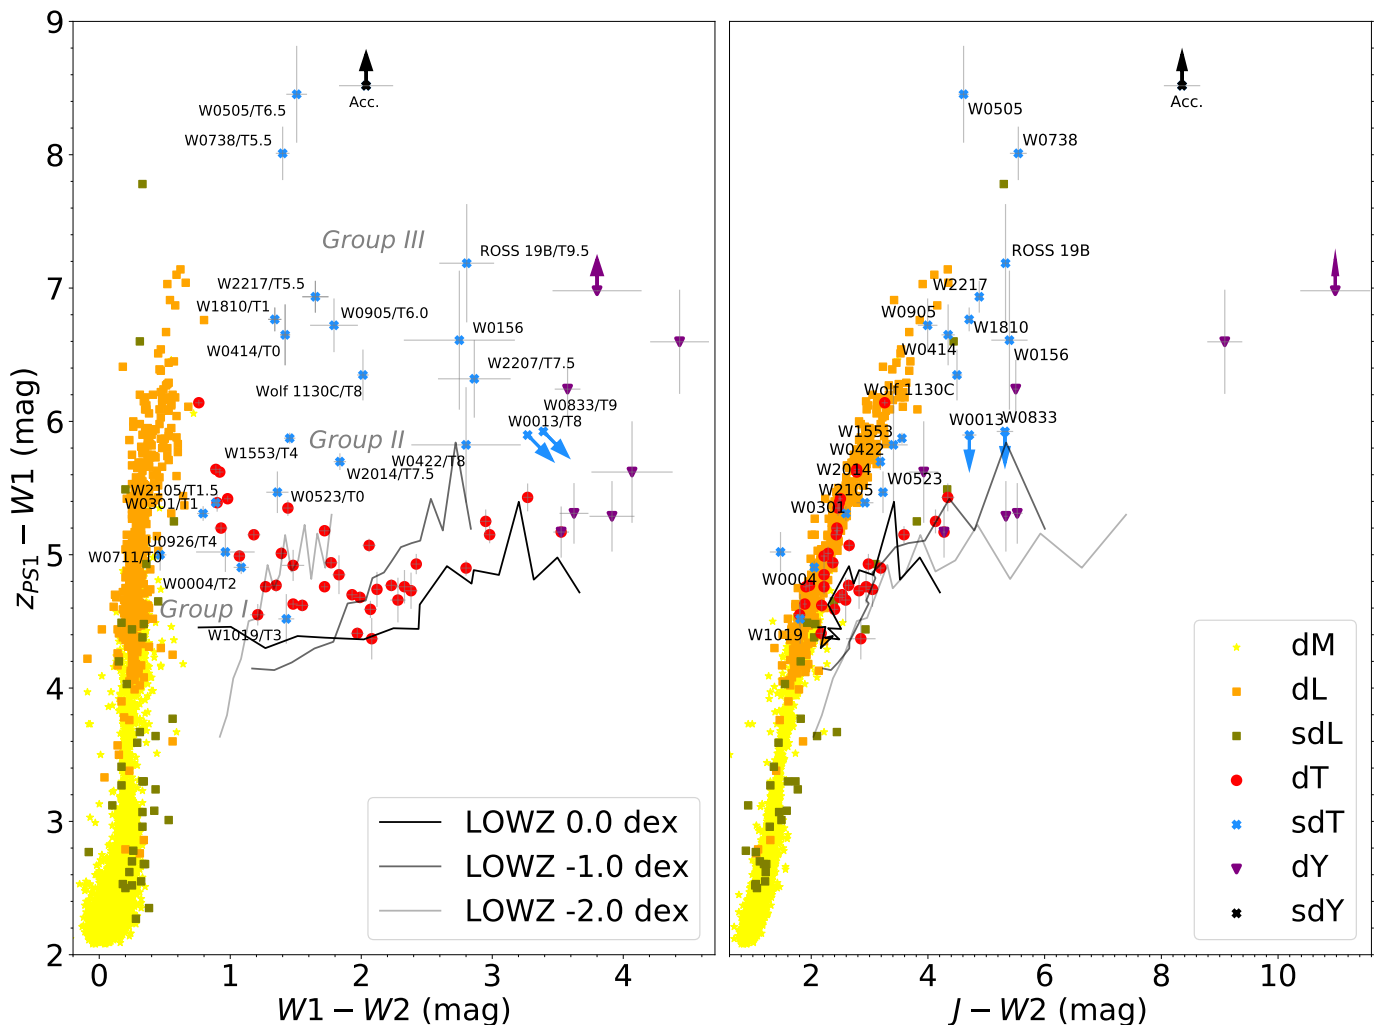 9
8
7
6
5
4
3
2
z_PS1 − W1 (mag)
Acc.
W0505/T6.5
W0738/T5.5
Group III
ROSS 19B/T9.5
W2217/T5.5
W1810/T1
W0905/T6.0
W0156
W0414/T0
W2207/T7.5
Wolf 1130C/T8
W0833/T9
W0013/T8
Group II
W1553/T4
W0422/T8
W2014/T7.5
W2105/T1.5
W0301/T1
W0523/T0
U0926/T4
W0711/T0
W0004/T2
Group I
W1019/T3
LOWZ 0.0 dex
LOWZ -1.0 dex
LOWZ -2.0 dex
0 1 2 3 4
W1 − W2 (mag)
Acc.
W0505
W0738
ROSS 19B
W2217
W0905
W1810
W0414
W0156
Wolf 1130C
W0013
W0833
W1553
W0422
W2014
W0523
W2105
W0301
W0004
W1019
dM
dL
sdL
dT
sdT
dY
sdY
2 4 6 8 10
J − W2 (mag)